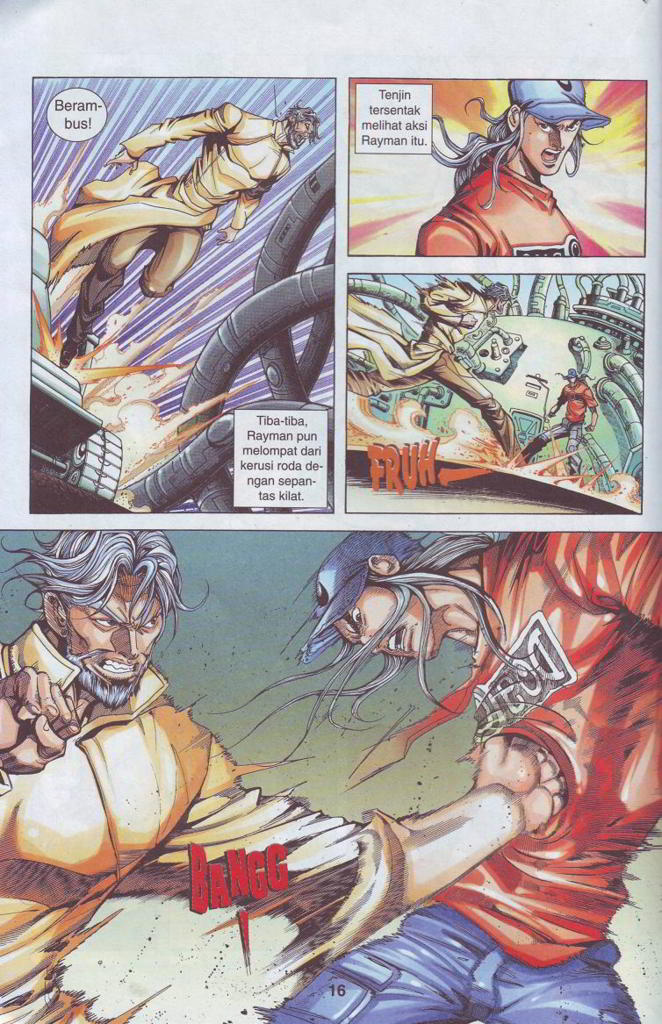 Beram-
bus!
Tiba-tiba,
Rayman pun
melompat dari
kerusi roda de-
ngan sepan-
tas kilat.
Tenjin
tersentak
melihat aksi
Rayman itu.
FRUH
BANGG
!
16